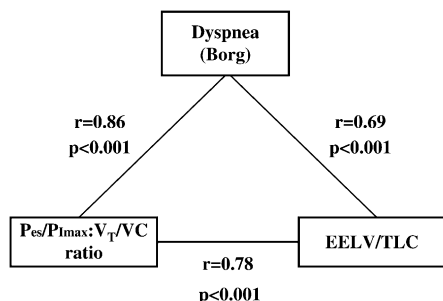 Dyspnea
(Borg)
r=0.86
p<0.001
r=0.69
p<0.001
Pes/PImax:VT/VC
ratio
EELV/TLC
r=0.78
p<0.001